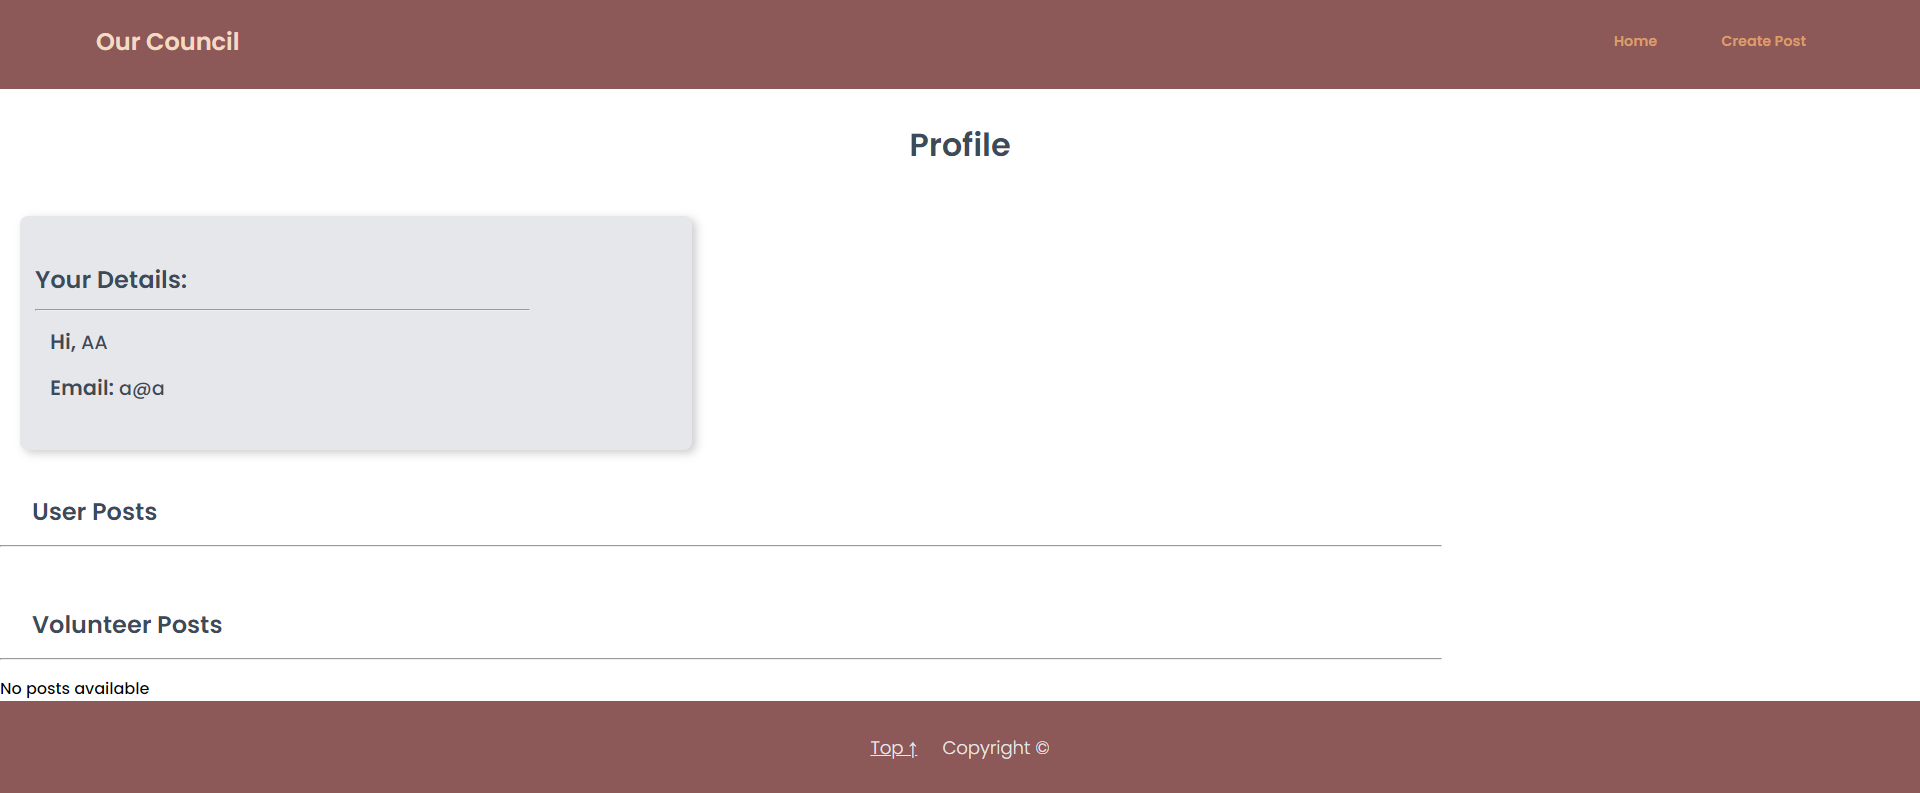 Our Council Home Create Post
Profile
Your Details:
Hi, AA
Email: a@a
User Posts
Volunteer Posts
No posts available
Top ↑ Copyright ©